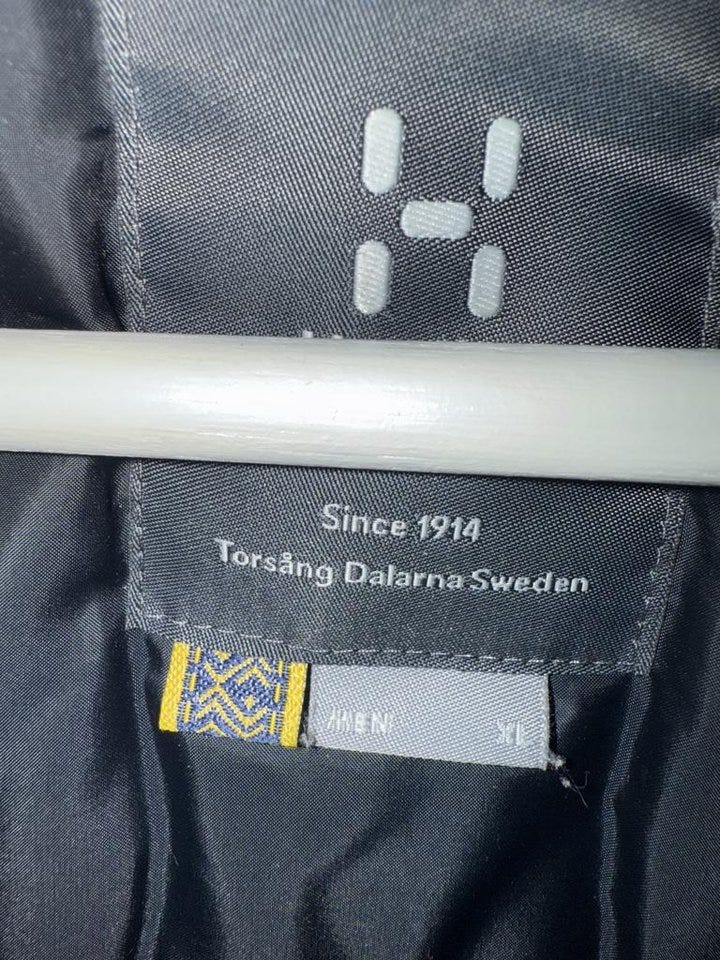 Since 1914
Torsång Dalarna Sweden
MEN XL